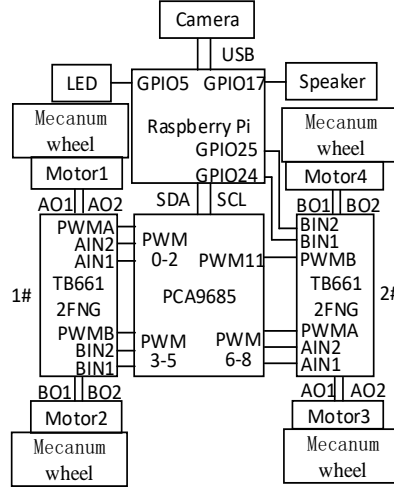 Camera
USB
LED
GPIO5 GPIO17
Speaker
Mecanum
wheel
Raspberry Pi
Mecanum
wheel
GPIO25
Motor1
GPIO24
Motor4
AO1 AO2
SDA SCL
BO1 BO2
PWMA
AIN2
AIN1
PWM
0-2
PWM11
BIN2
BIN1
PWMB
1#
TB661
2FNG
PCA9685
TB661
2FNG
2#
PWMB
BIN2
BIN1
PWM
3-5
PWM
6-8
PWMA
AIN2
AIN1
BO1 BO2
AO1 AO2
Motor2
Motor3
Mecanum
wheel
Mecanum
wheel